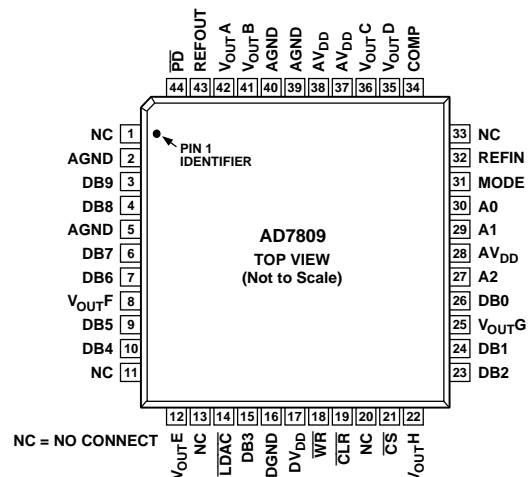 PD
REFOUT
VOUTA
VOUTB
AGND
AGND
AVDD
AVDD
VOUTC
VOUTD
COMP
44 43 42 41 40 39 38 37 36 35 34
NC 1
AGND 2
DB9 3
DB8 4
AGND 5
DB7 6
DB6 7
VOUTF 8
DB5 9
DB4 10
NC 11
PIN 1
IDENTIFIER
AD7809
TOP VIEW
(Not to Scale)
33 NC
32 REFIN
31 MODE
30 A0
29 A1
28 AVDD
27 A2
26 DB0
25 VOUTG
24 DB1
23 DB2
12 13 14 15 16 17 18 19 20 21 22
VOUTE
NC
LDAC
DB3
DGND
DVDD
WR
CLR
NC
CS
VOUTH
NC = NO CONNECT